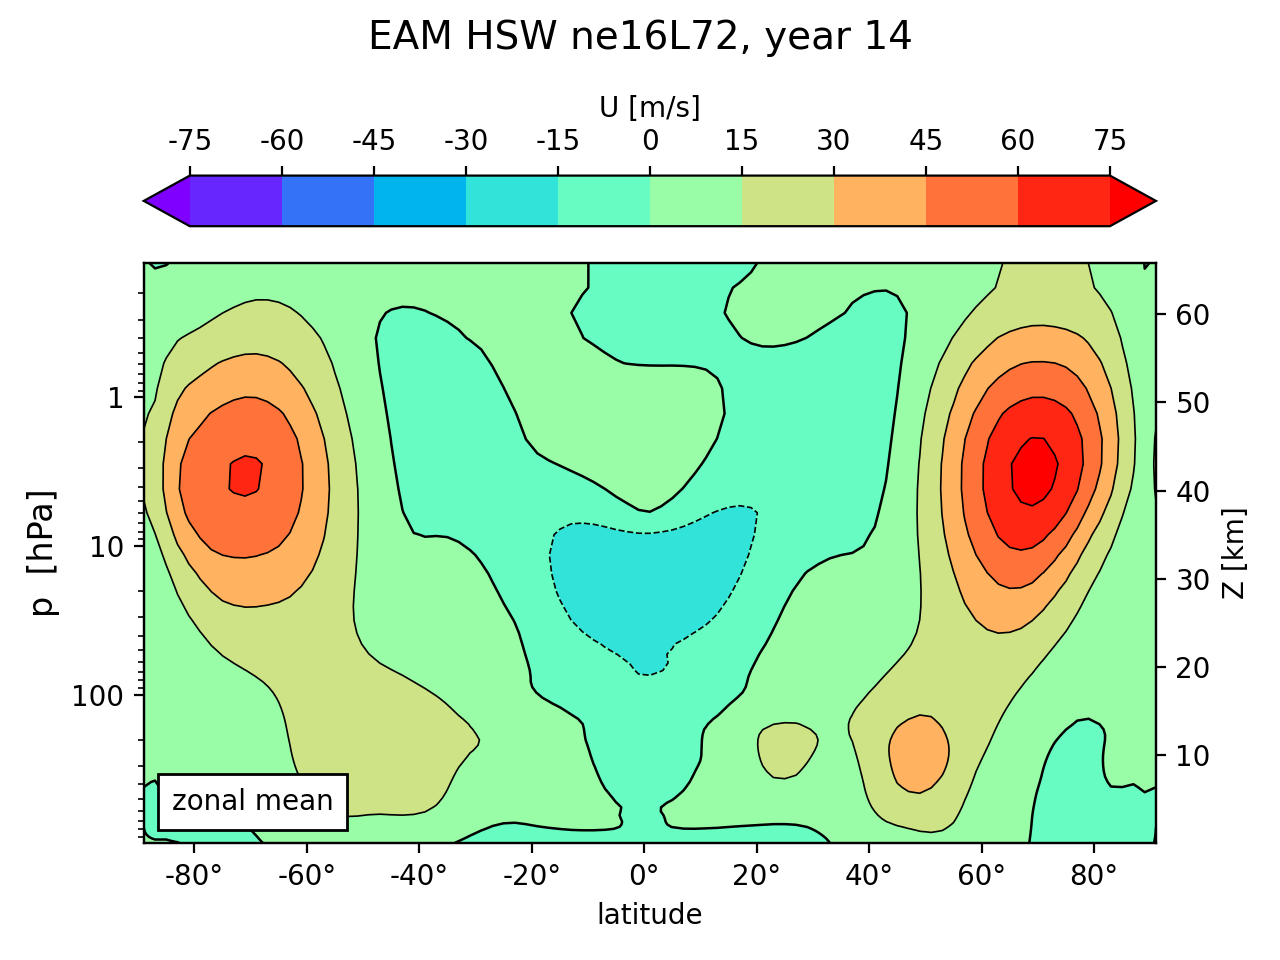 EAM HSW ne16L72, year 14
U [m/s]
-75 -60 -45 -30 -15 0 15 30 45 60 75
p [hPa]
1
10
100
60
50
40
30
20
10
Z [km]
zonal mean
-80° -60° -40° -20° 0° 20° 40° 60° 80°
latitude